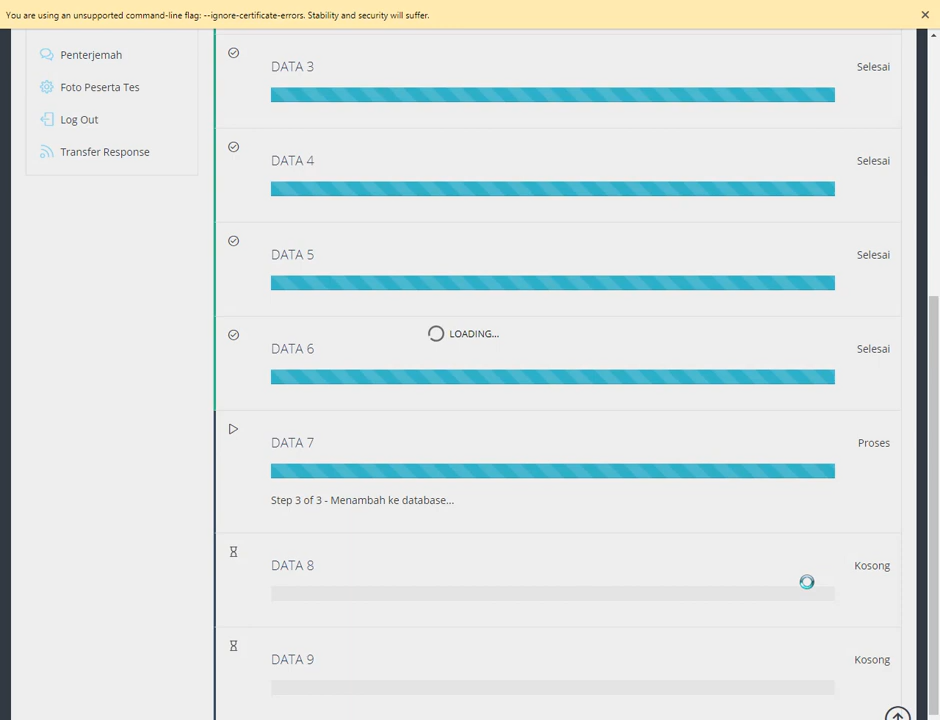 You are using an unsupported command-line flag: --ignore-certificate-errors. Stability and security will suffer.
Penterjemah
Foto Peserta Tes
Log Out
Transfer Response
DATA 3
Selesai
DATA 4
Selesai
DATA 5
Selesai
LOADING...
DATA 6
Selesai
DATA 7
Proses
Step 3 of 3 - Menambah ke database...
DATA 8
Kosong
DATA 9
Kosong